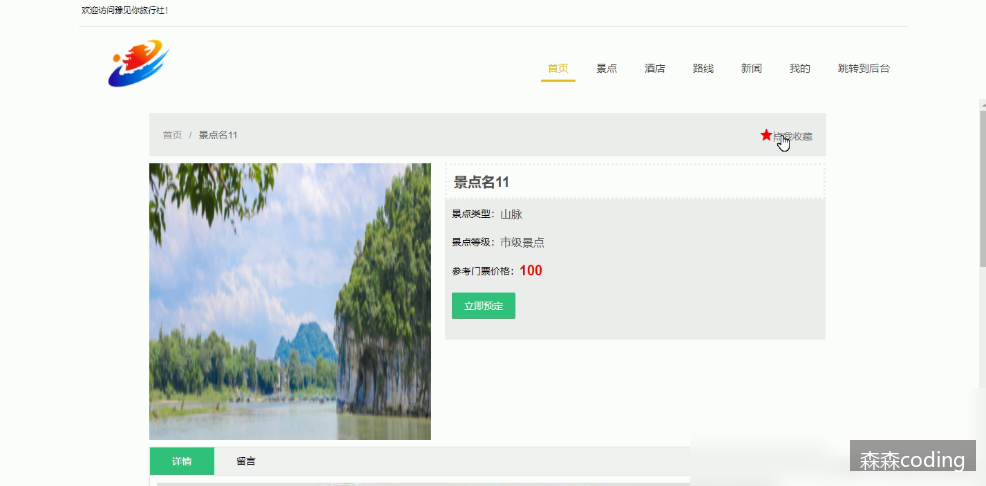 欢迎访问豫见你旅行社!
首页 景点 酒店 路线 新闻 我的 跳转到后台
首页 / 景点名11
收藏
景点名11
景点类型: 山脉
景点等级: 市级景点
参考门票价格: 100
立即预定
详情 留言
森森coding